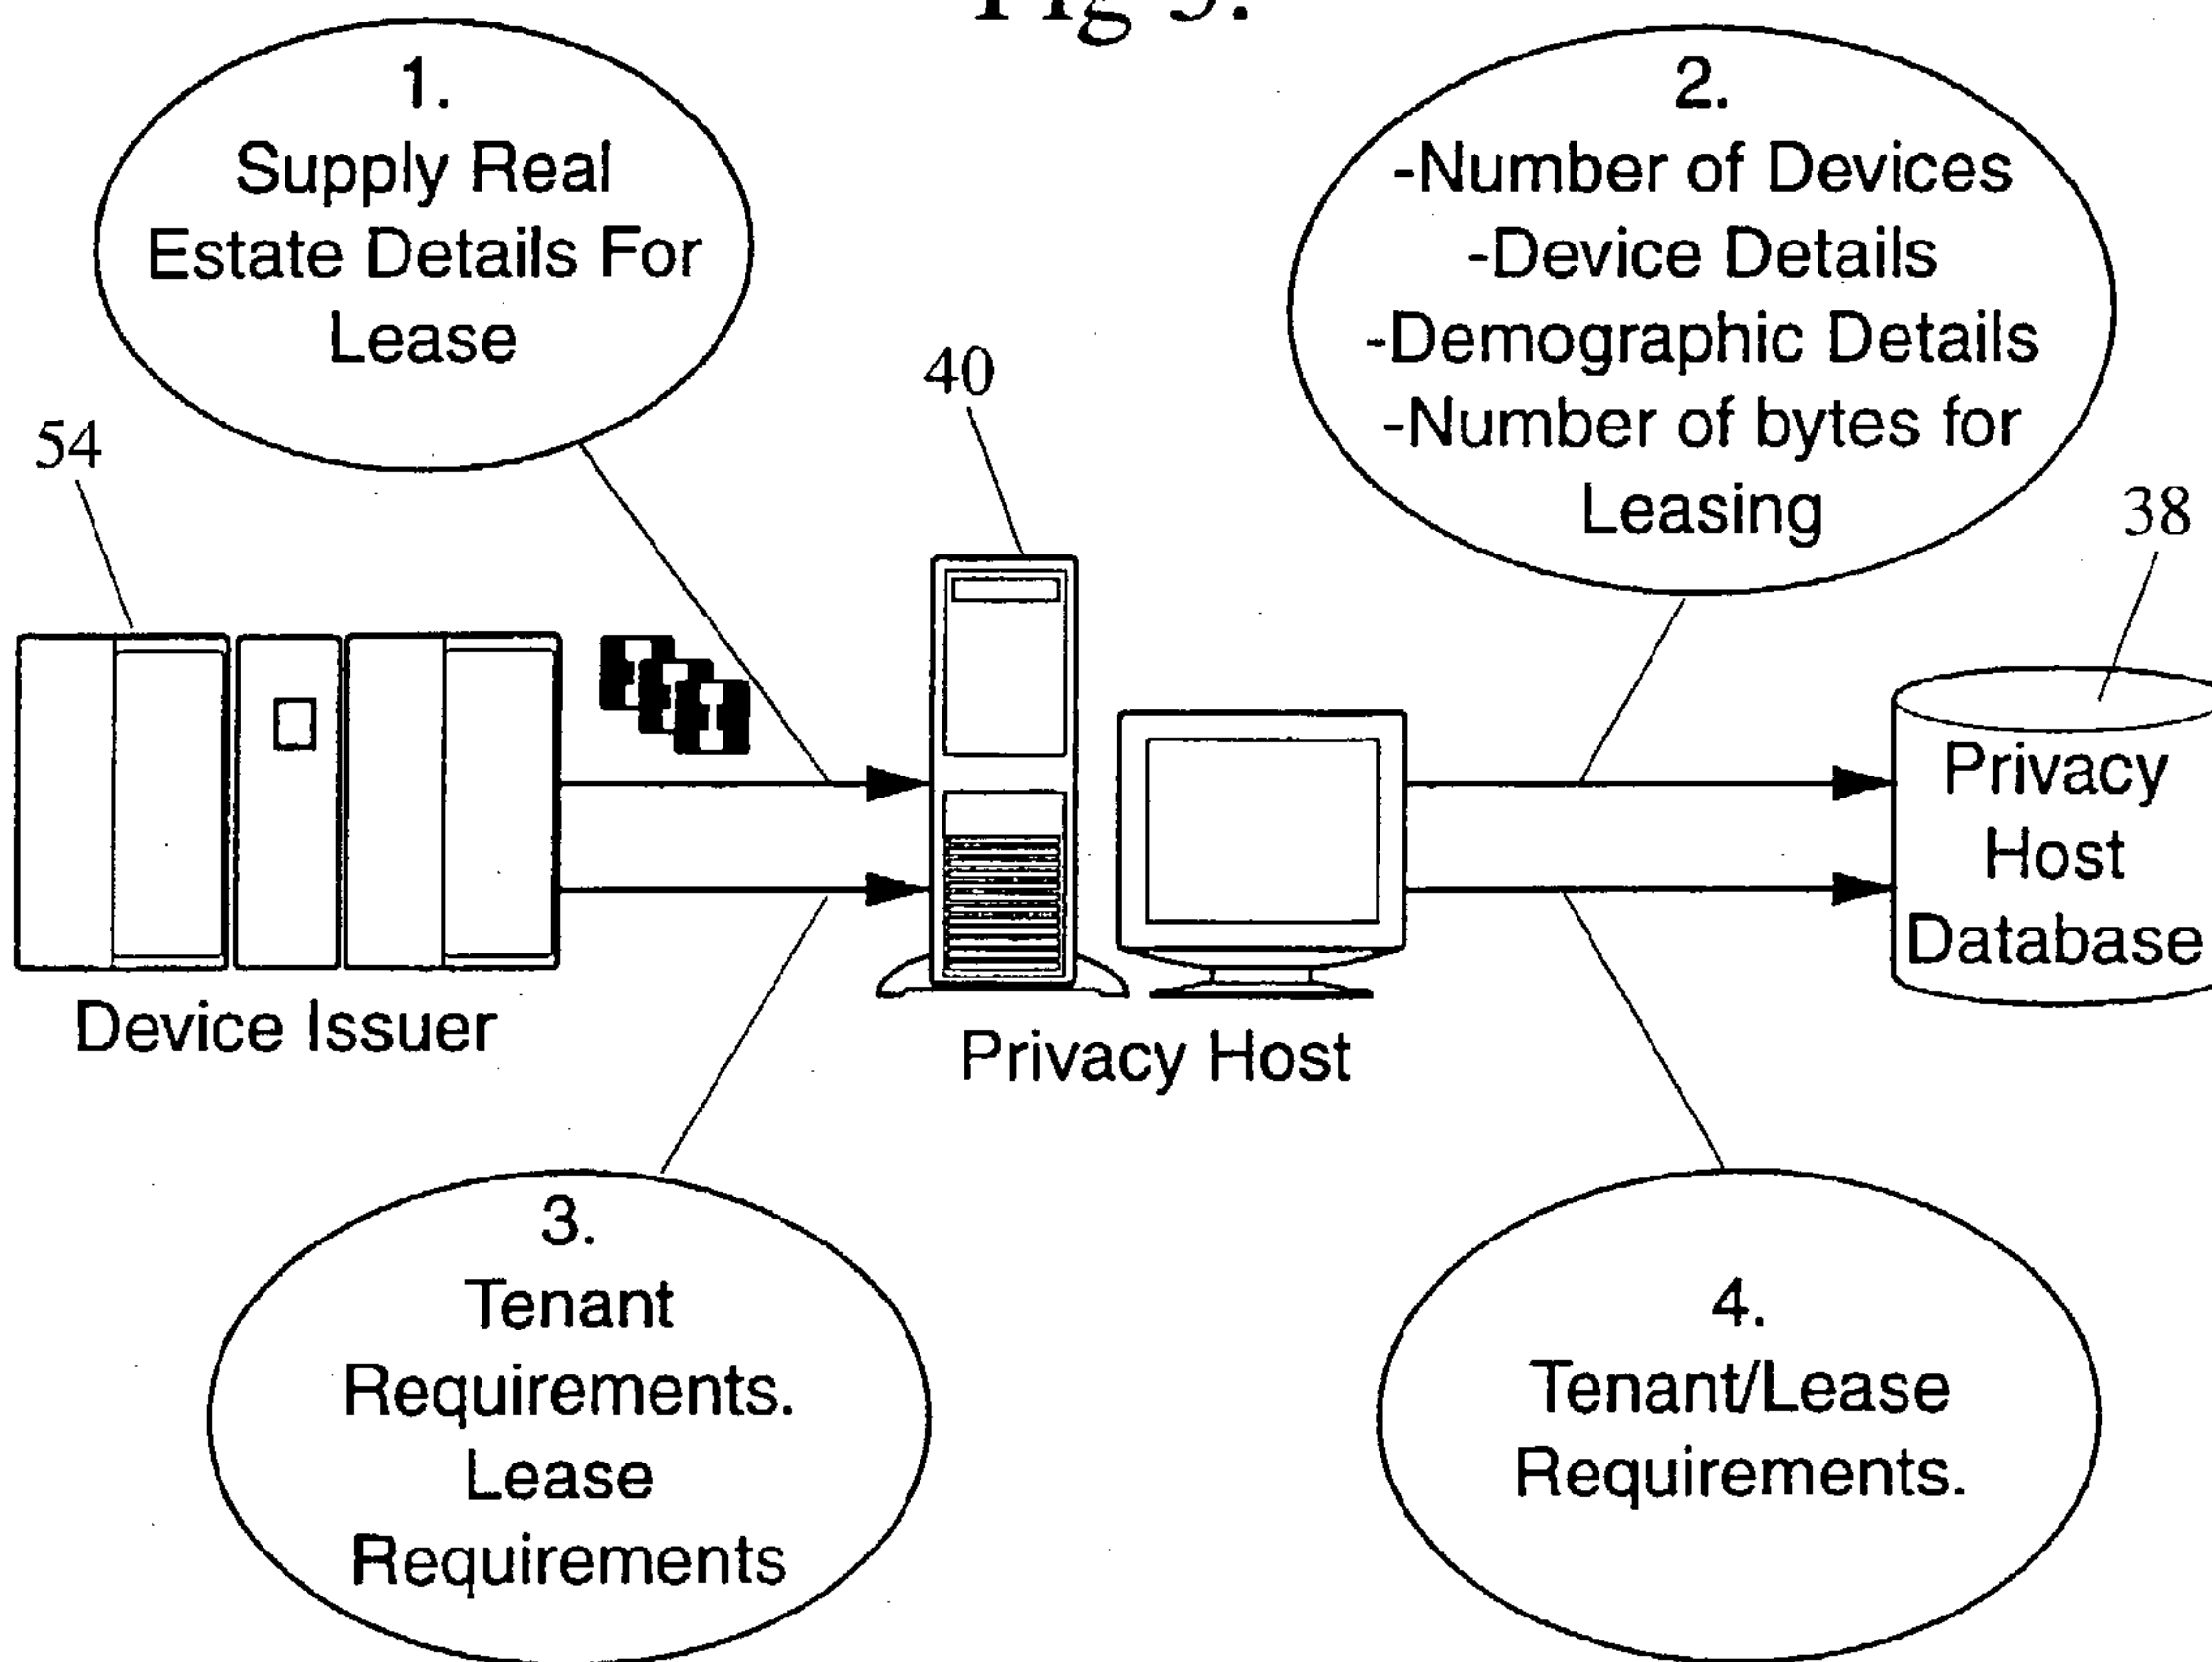 Fig 5.
1.
Supply Real
Estate Details For
Lease
2.
-Number of Devices
-Device Details
-Demographic Details
-Number of bytes for
Leasing
54
40
38
Privacy
Host
Database
Device Issuer
Privacy Host
3.
Tenant
Requirements.
Lease
Requirements
4.
Tenant/Lease
Requirements.